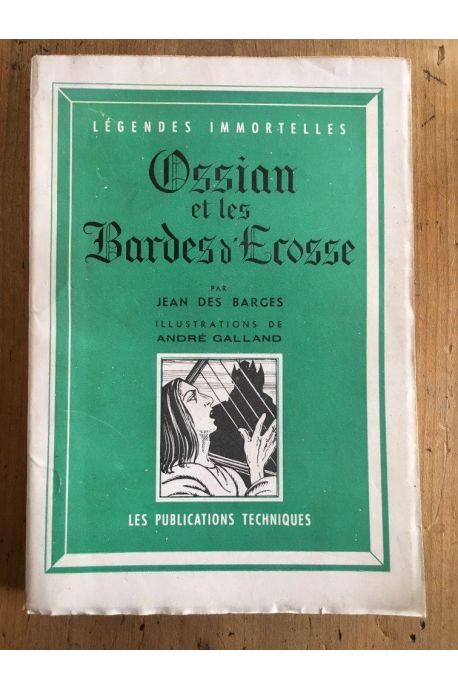 LÉGENDES IMMORTELLES
Ossian
et les
Bardes d'Ecosse
PAR
JEAN DES BARGES
ILLUSTRATIONS DE
ANDRÉ GALLAND
LES PUBLICATIONS TECHNIQUES